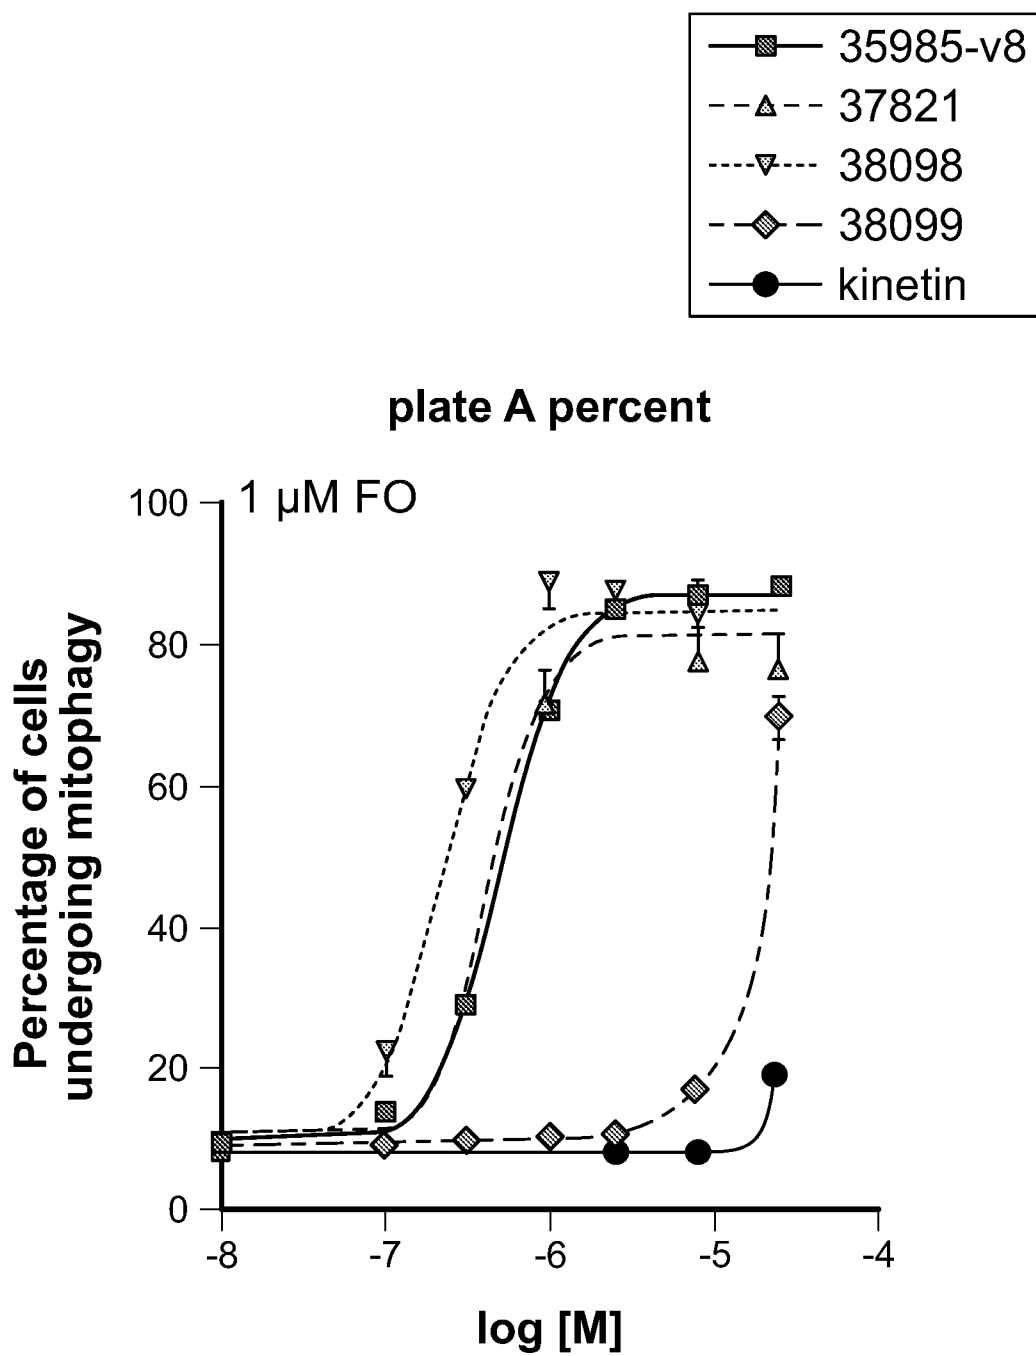 35985-v8
37821
38098
38099
kinetin
plate A percent
1 µM FO
100
80
60
40
20
0
Percentage of cells
undergoing mitophagy
-8 -7 -6 -5 -4
log [M]